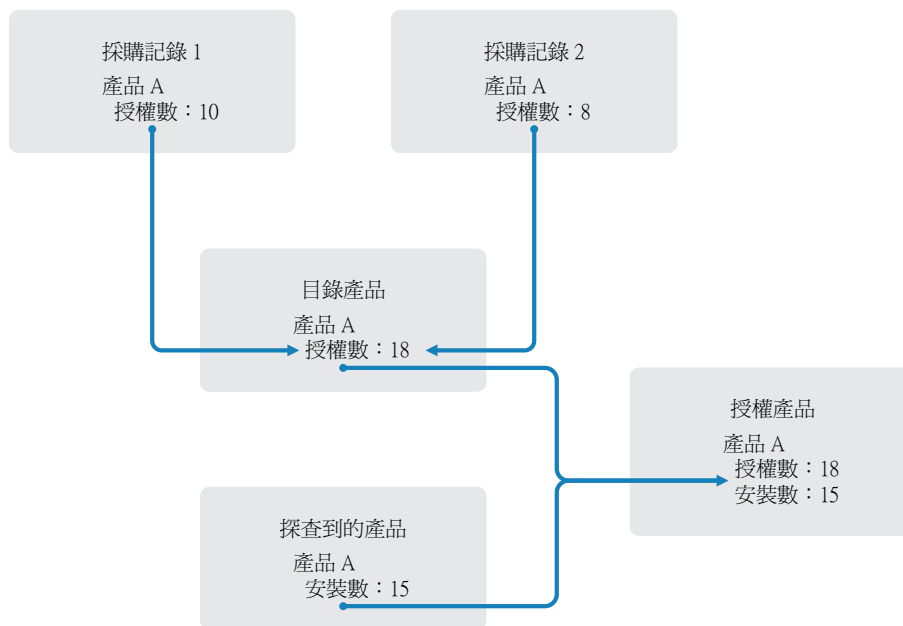 採購記錄 1
產品 A
授權數：10
採購記錄 2
產品 A
授權數：8
目錄產品
產品 A
授權數：18
授權產品
產品 A
授權數：18
安裝數：15
探查到的產品
產品 A
安裝數：15